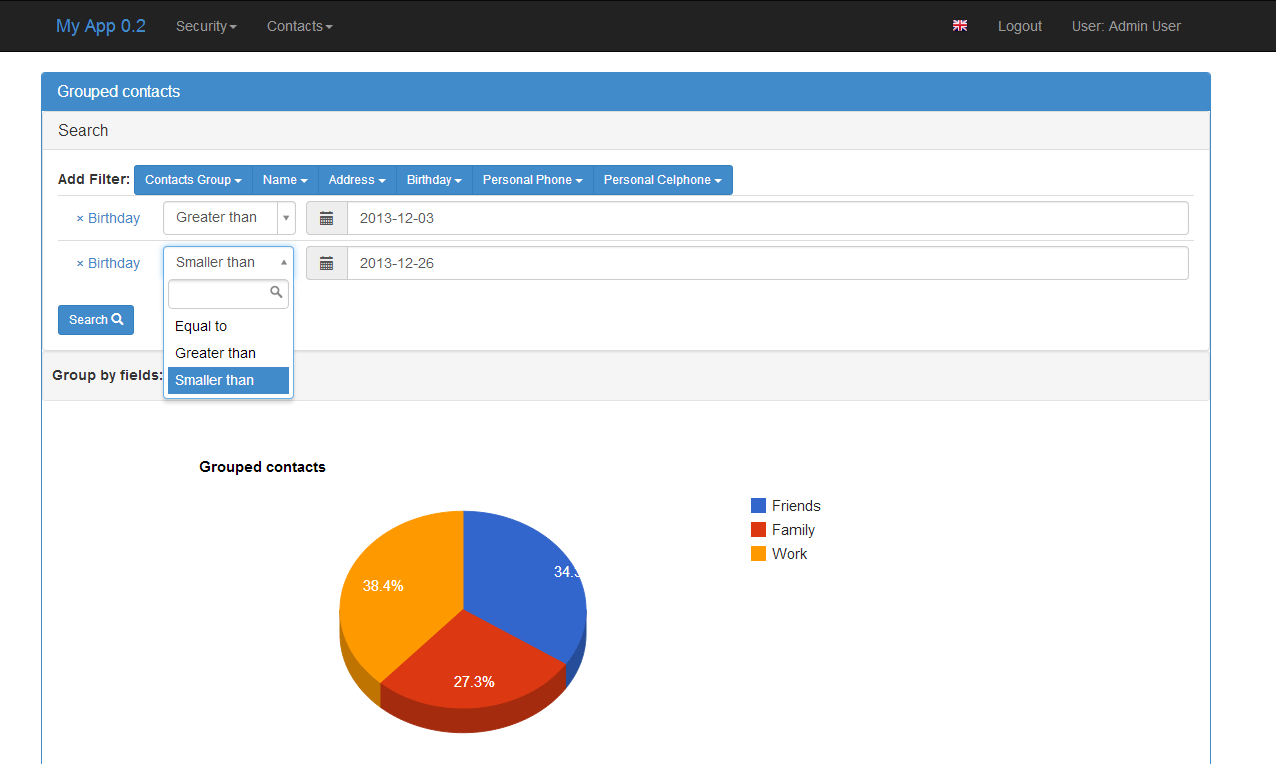 My App 0.2 Security Contacts Logout User: Admin User
Grouped contacts
Search
Add Filter: Contacts Group Name Address Birthday Personal Phone Personal Celphone
× Birthday Greater than 2013-12-03
× Birthday Smaller than 2013-12-26
Equal to
Search
Greater than
Group by fields:
Smaller than
Grouped contacts
Friends
Family
Work
34.
38.4%
27.3%